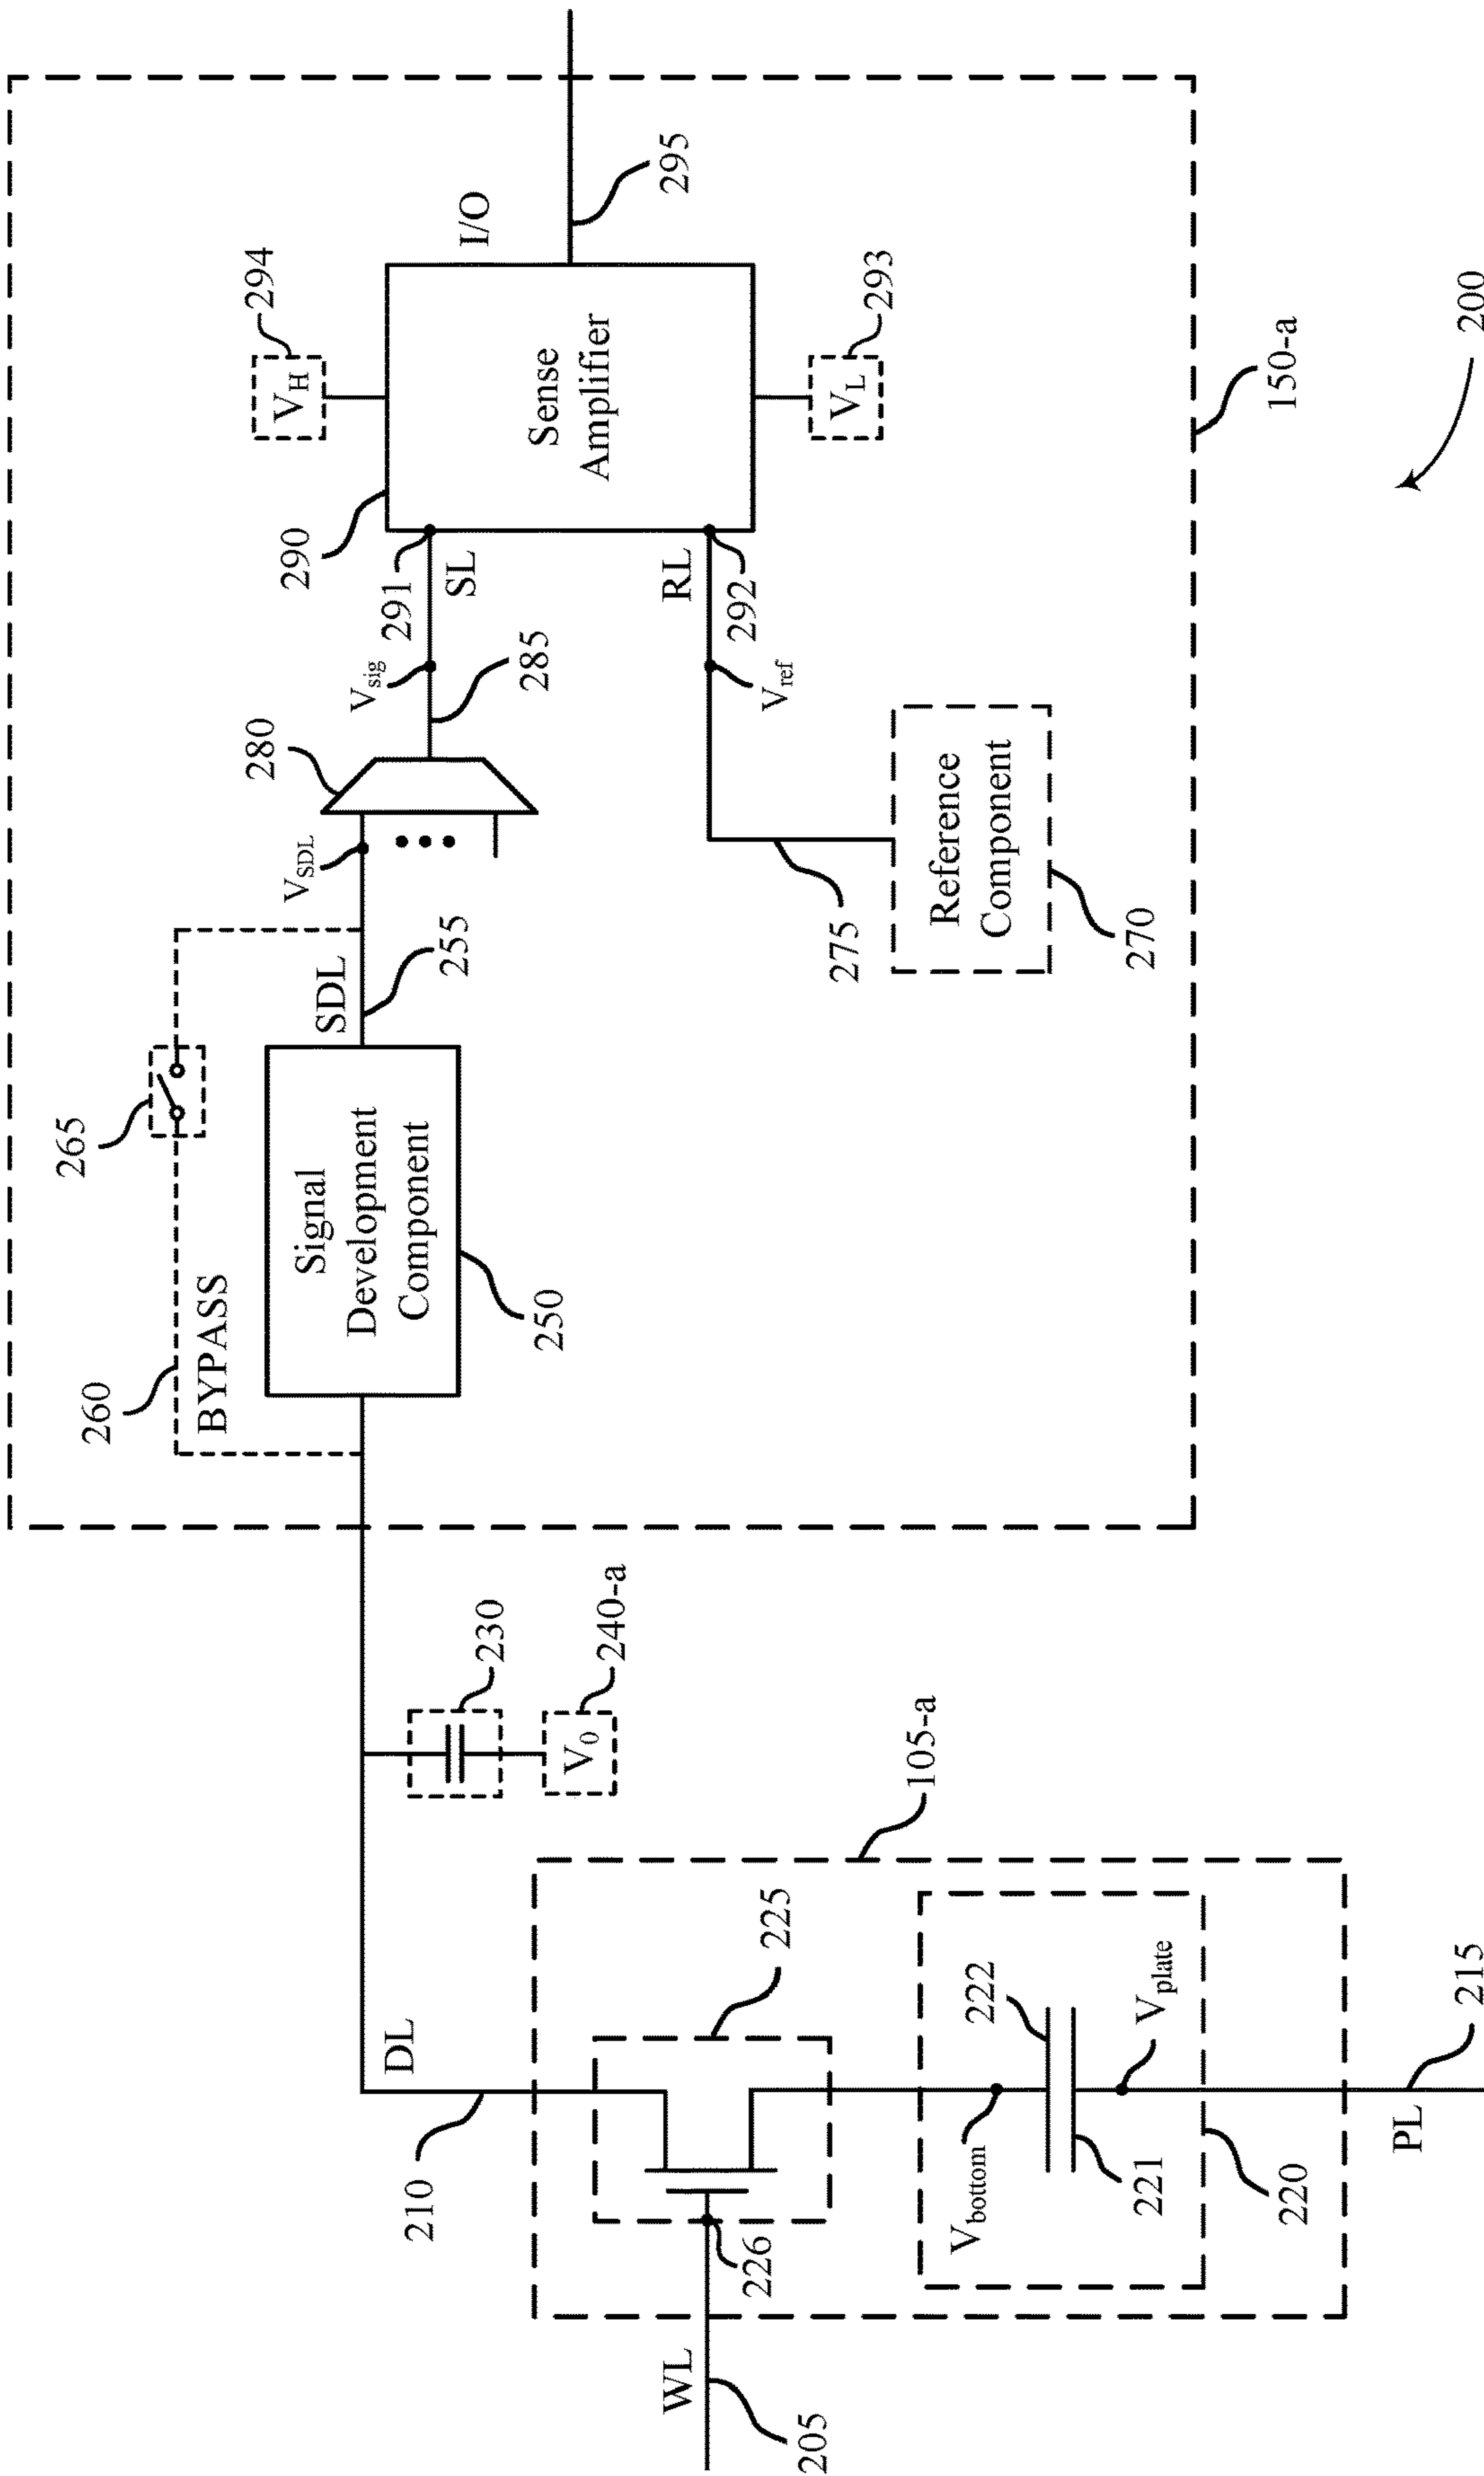 260
265
BYPASS
Signal
Development
Component
250
SDL
255
V_SDL
280
V_sig
285
291
SL
290
294
V_H
I/O
295
Sense
Amplifier
V_L
293
RL
292
V_ref
275
Reference
Component
270
150-a
200
DL
210
230
V_0
240-a
105-a
225
WL
205
226
V_bottom
222
221
V_plate
220
PL
215